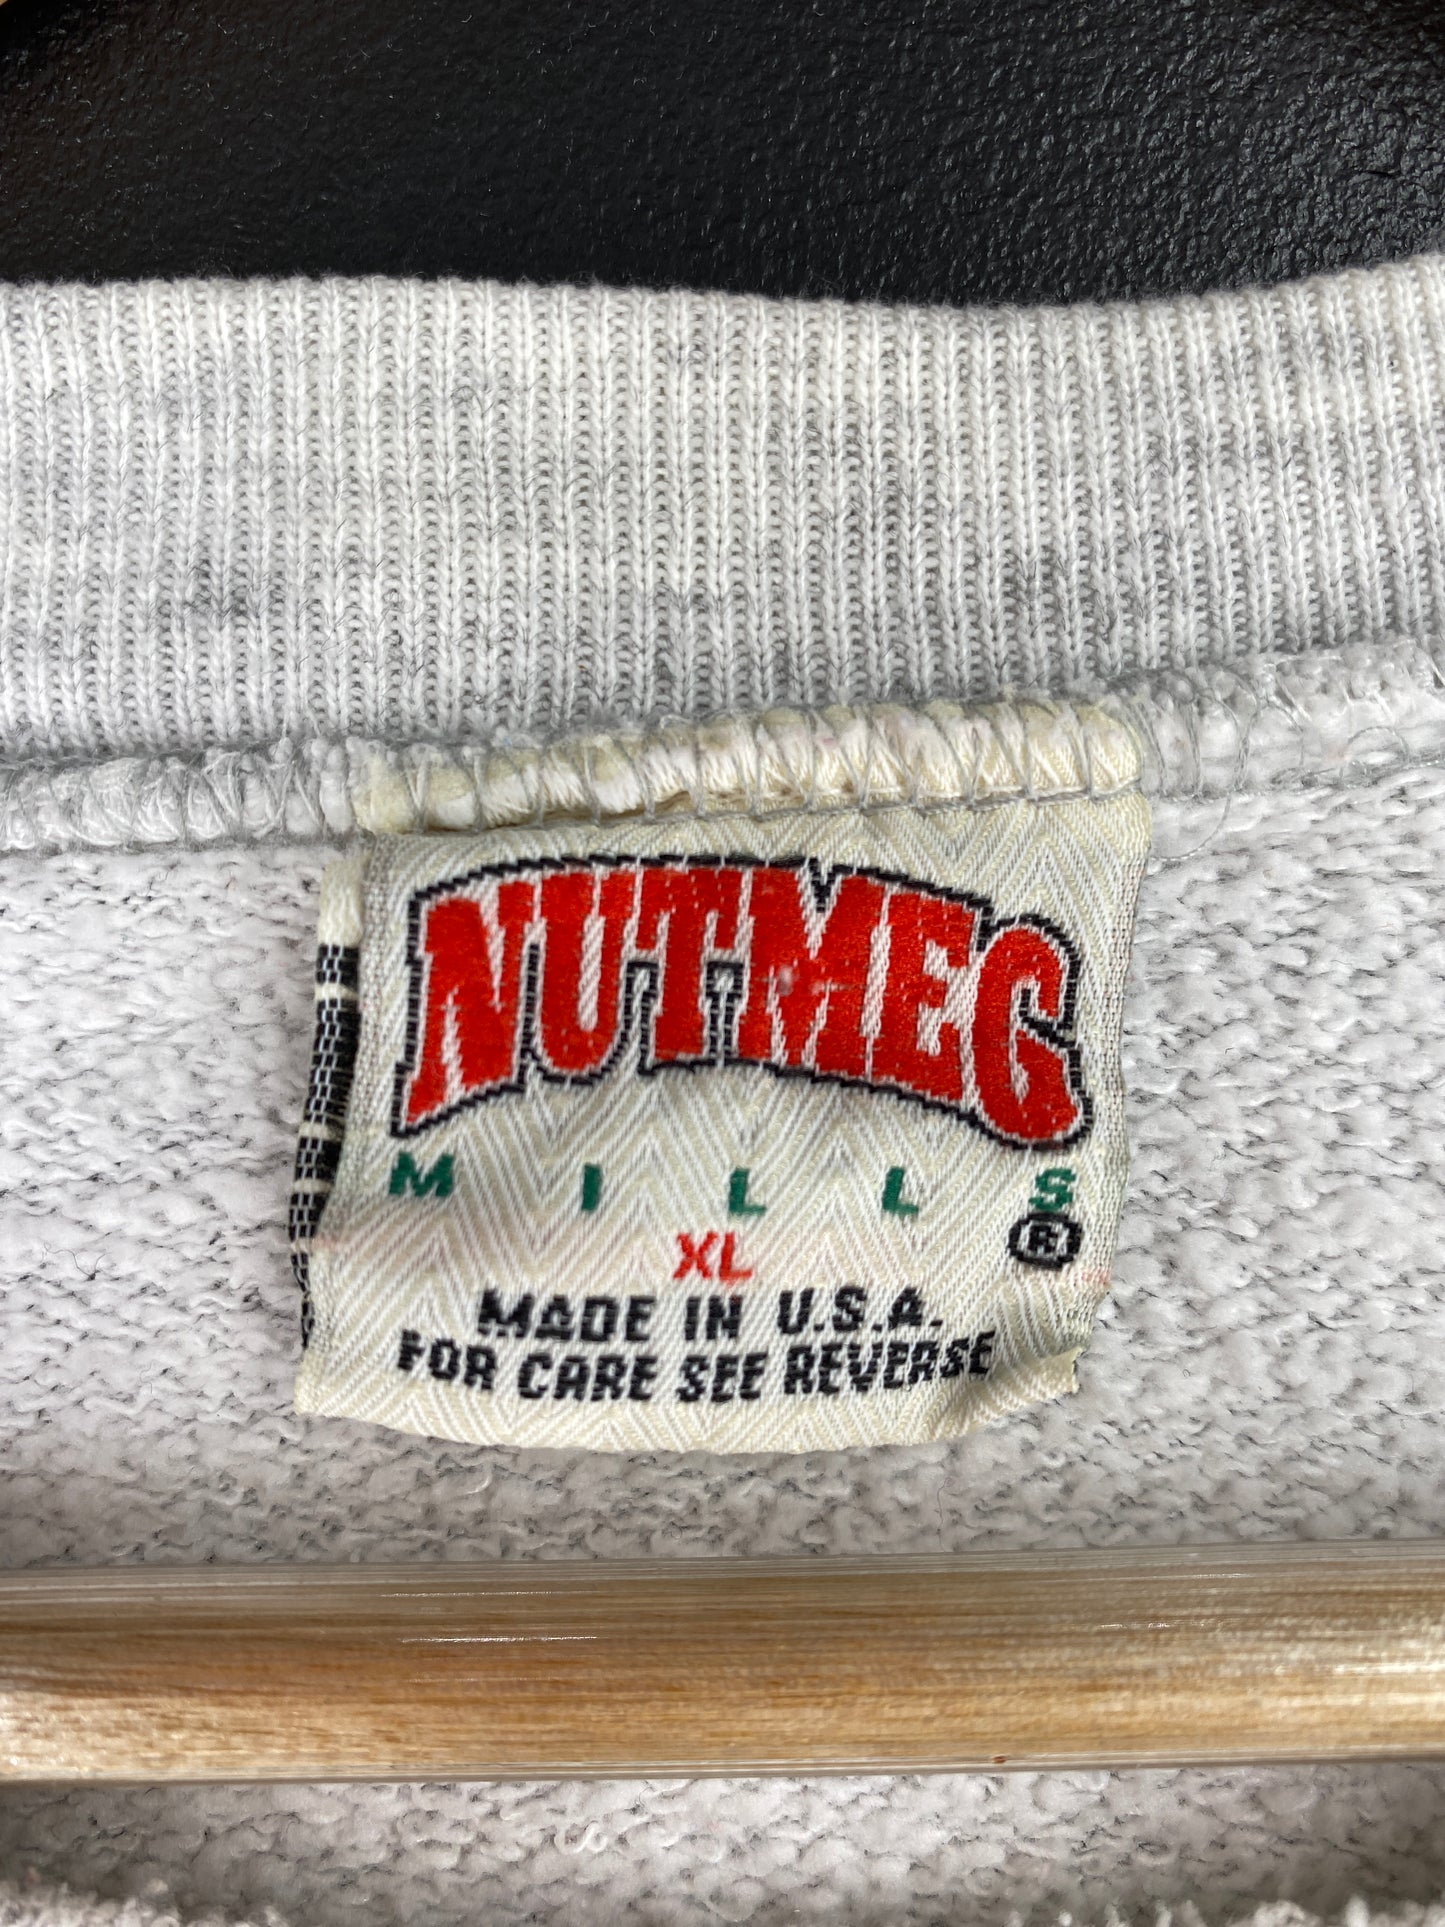 NUTMEG
MILLS
®
XL
MADE IN U.S.A.
FOR CARE SEE REVERSE